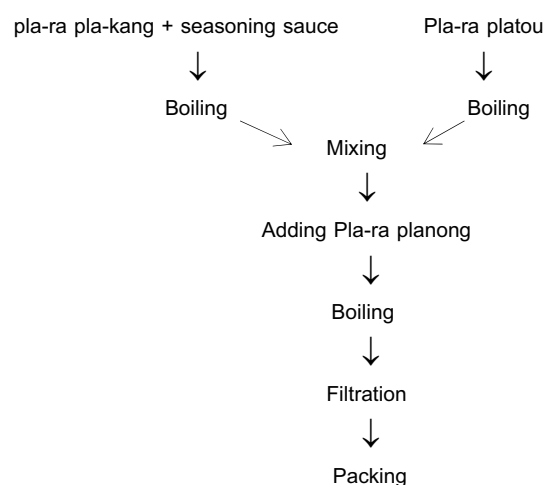 pla-ra pla-kang + seasoning sauce Pla-ra platou
Boiling Boiling
Mixing
Adding Pla-ra planong
Boiling
Filtration
Packing